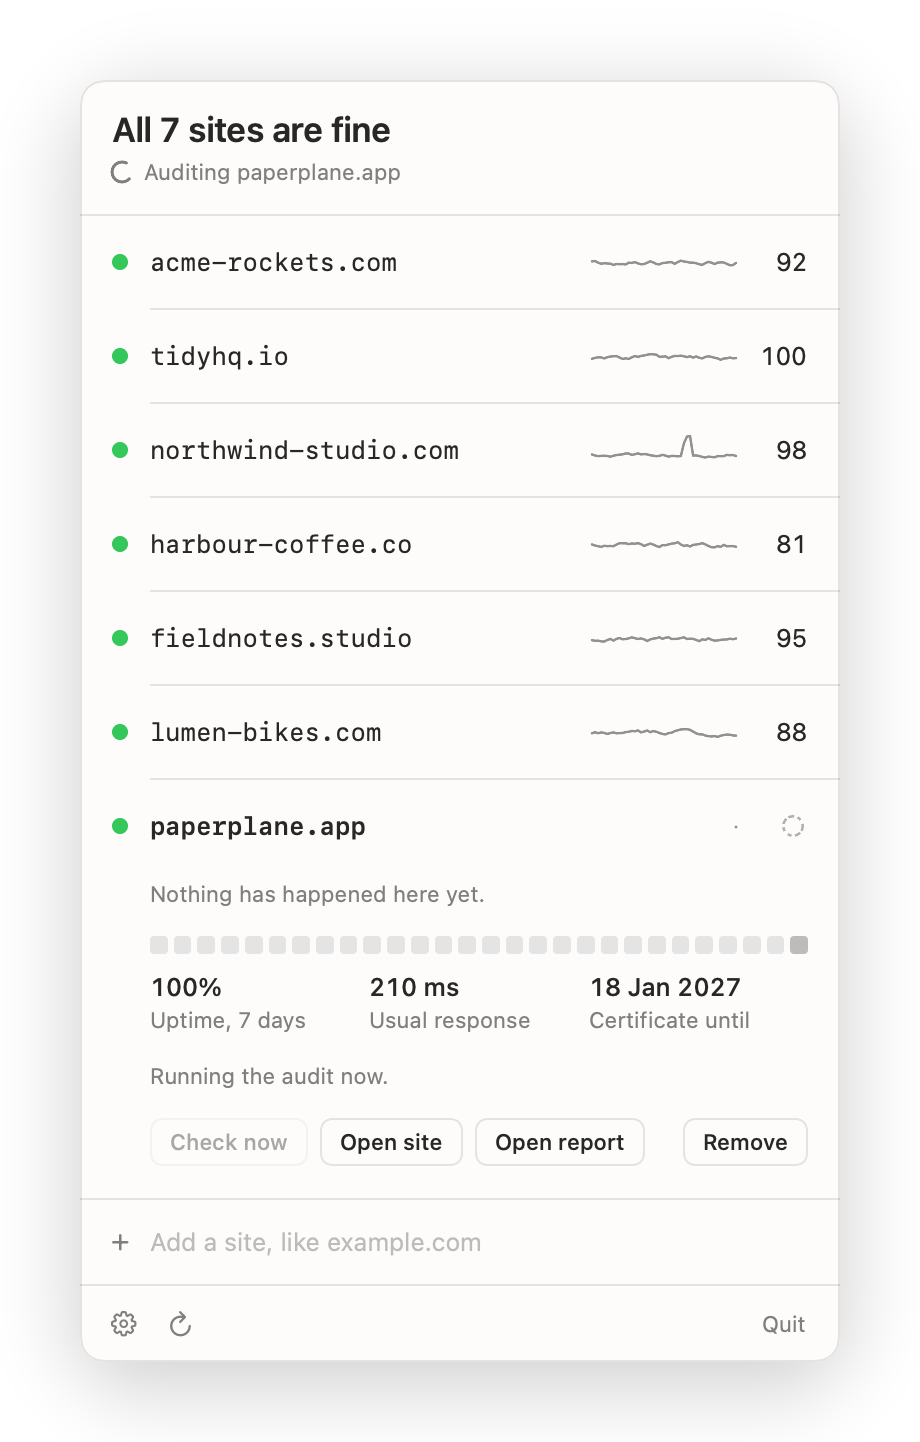 All 7 sites are fine
Auditing paperplane.app
acme-rockets.com 92
tidyhq.io 100
northwind-studio.com 98
harbour-coffee.co 81
fieldnotes.studio 95
lumen-bikes.com 88
paperplane.app
Nothing has happened here yet.
100% 210 ms 18 Jan 2027
Uptime, 7 days Usual response Certificate until
Running the audit now.
Check now Open site Open report Remove
+ Add a site, like example.com
Quit